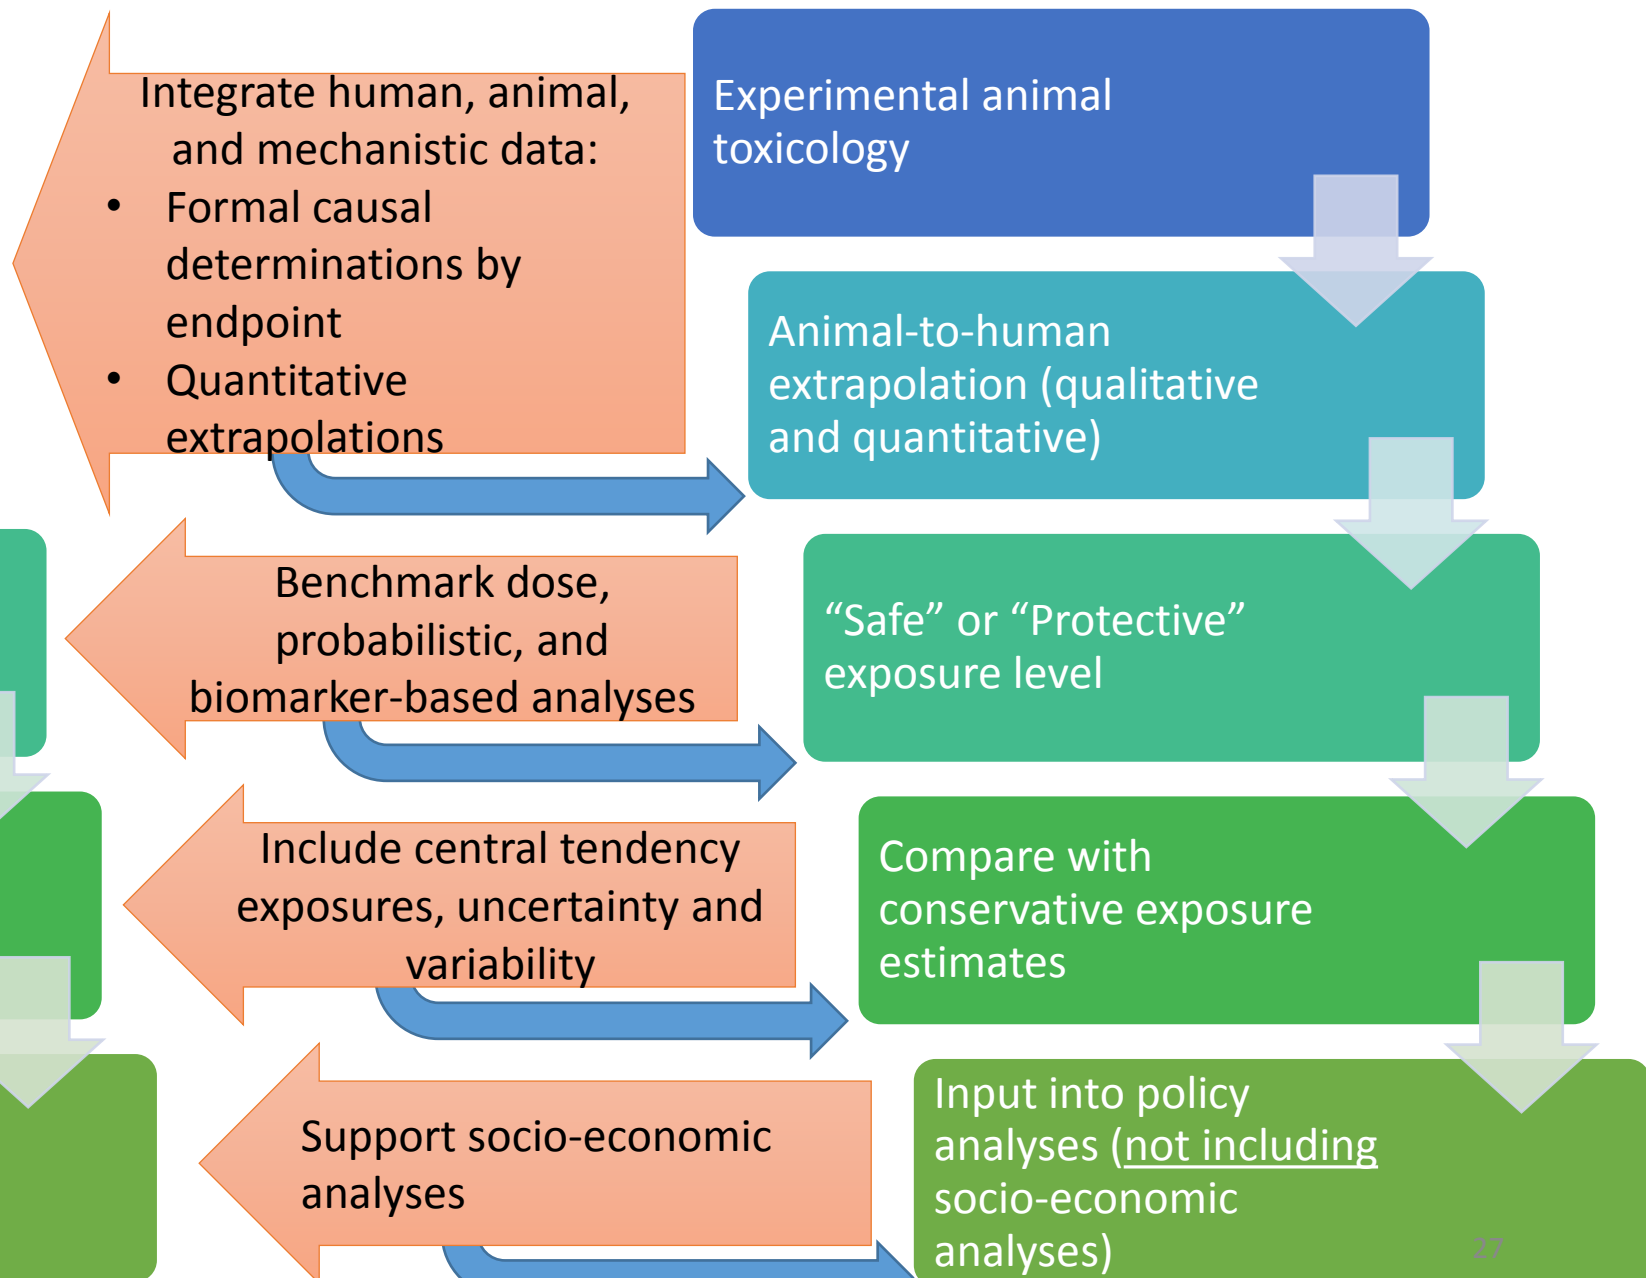 Integrate human, animal,
and mechanistic data:
• Formal causal
determinations by
endpoint
• Quantitative
extrapolations
Experimental animal
toxicology
Animal-to-human
extrapolation (qualitative
and quantitative)
Benchmark dose,
probabilistic, and
biomarker-based analyses
“Safe” or “Protective”
exposure level
Include central tendency
exposures, uncertainty and
variability
Compare with
conservative exposure
estimates
Support socio-economic
analyses
Input into policy
analyses (not including
socio-economic
analyses)
27